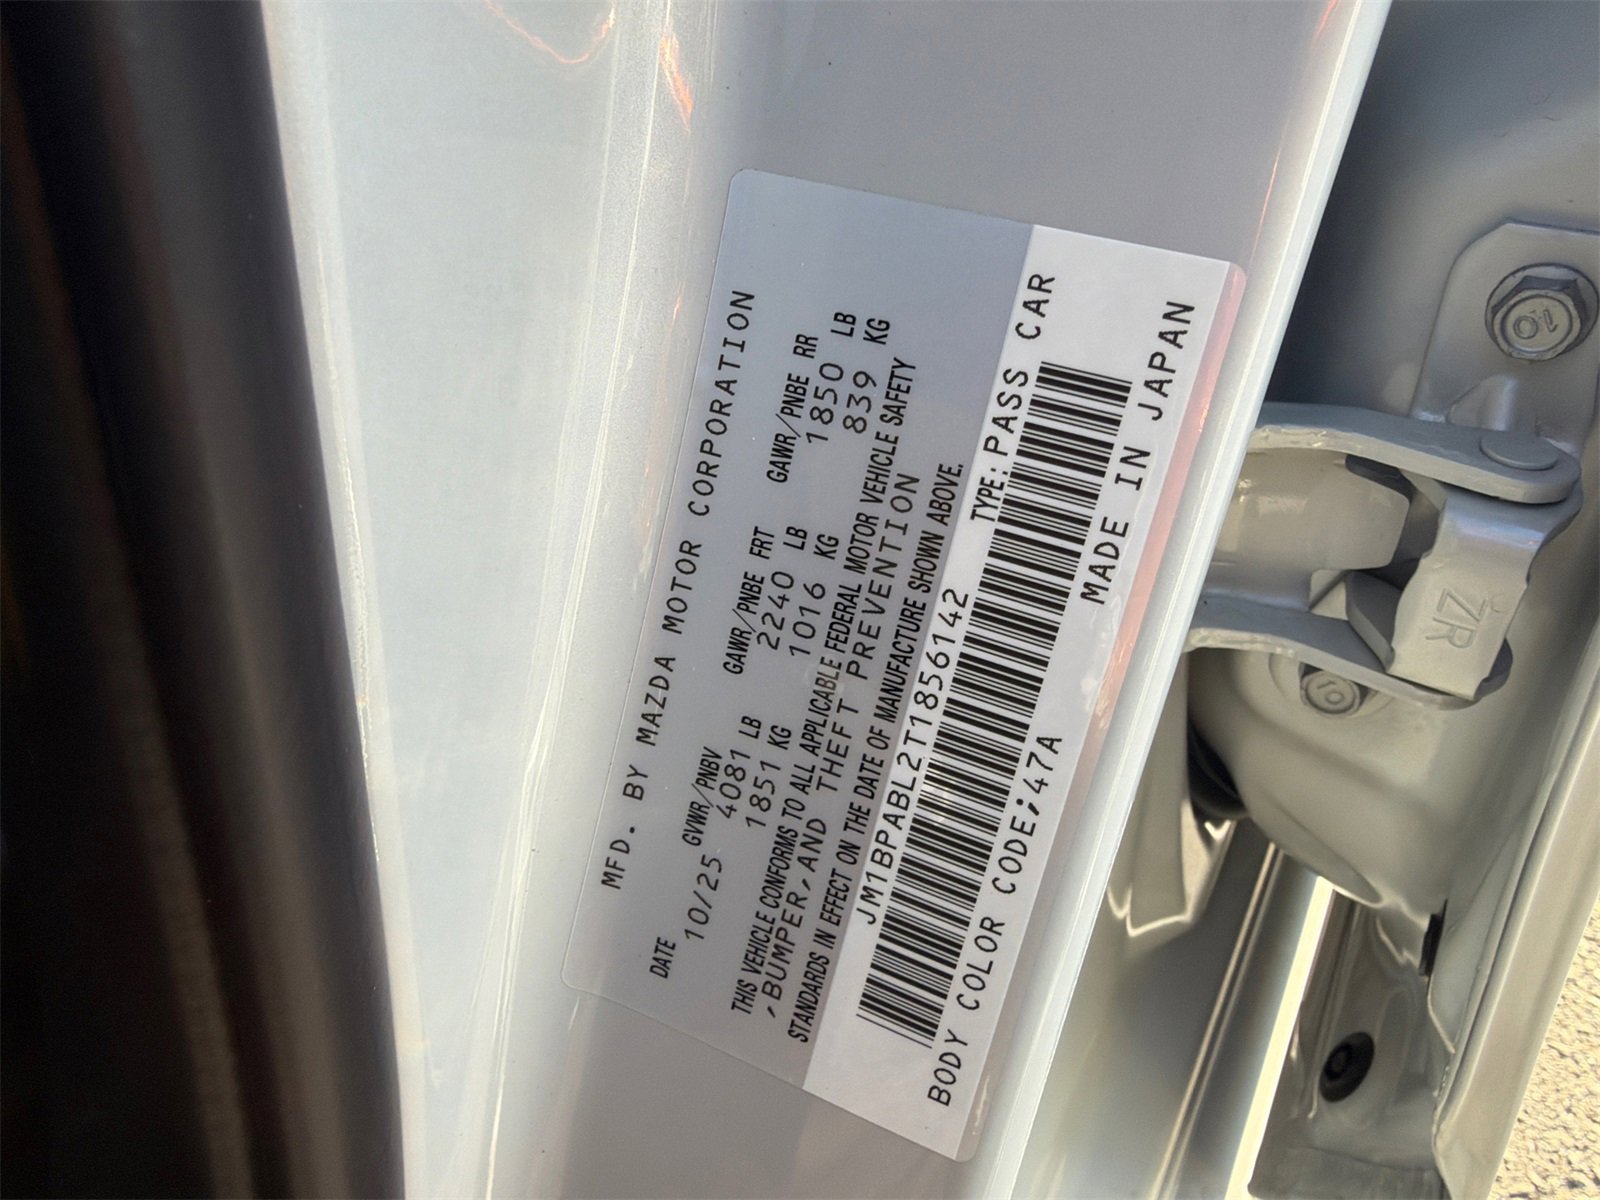 MFD. BY MAZDA MOTOR CORPORATION
DATE GVWR/PNBV GAWR/PNBE FRT GAWR/PNBE RR
10/25 4081 LB 2240 LB 1850 LB
1851 KG 1016 KG 839 KG
THIS VEHICLE CONFORMS TO ALL APPLICABLE FEDERAL MOTOR VEHICLE SAFETY
,BUMPER,AND THEFT PREVENTION
STANDARDS IN EFFECT ON THE DATE OF MANUFACTURE SHOWN ABOVE.
JM1BPABL2T1856142 TYPE:PASS CAR
BODY COLOR CODE;47A MADE IN JAPAN
ZR
10